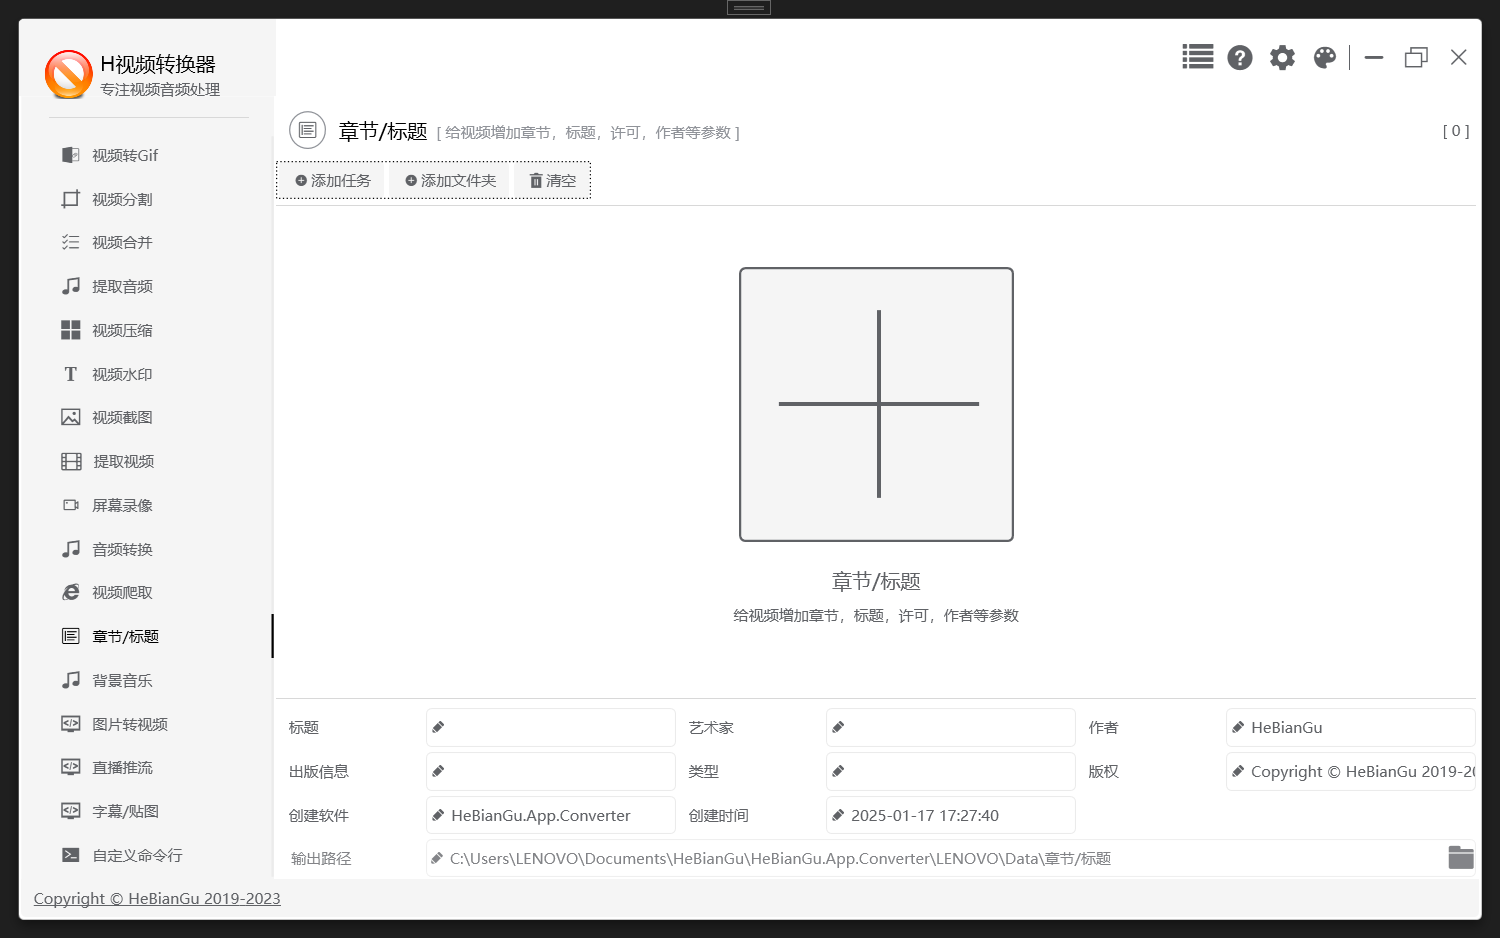 H视频转换器
专注视频音频处理
视频转Gif
视频分割
视频合并
提取音频
视频压缩
视频水印
视频截图
提取视频
屏幕录像
音频转换
视频爬取
章节/标题
背景音乐
图片转视频
直播推流
字幕/贴图
自定义命令行
章节/标题 [ 给视频增加章节，标题，许可，作者等参数 ]
[ 0 ]
添加任务 添加文件夹 清空
章节/标题
给视频增加章节，标题，许可，作者等参数
标题 艺术家 作者 HeBianGu
出版信息 类型 版权 Copyright © HeBianGu 2019-20
创建软件 HeBianGu.App.Converter 创建时间 2025-01-17 17:27:40
输出路径 C:\Users\LENOVO\Documents\HeBianGu\HeBianGu.App.Converter\LENOVO\Data\章节/标题
Copyright © HeBianGu 2019-2023